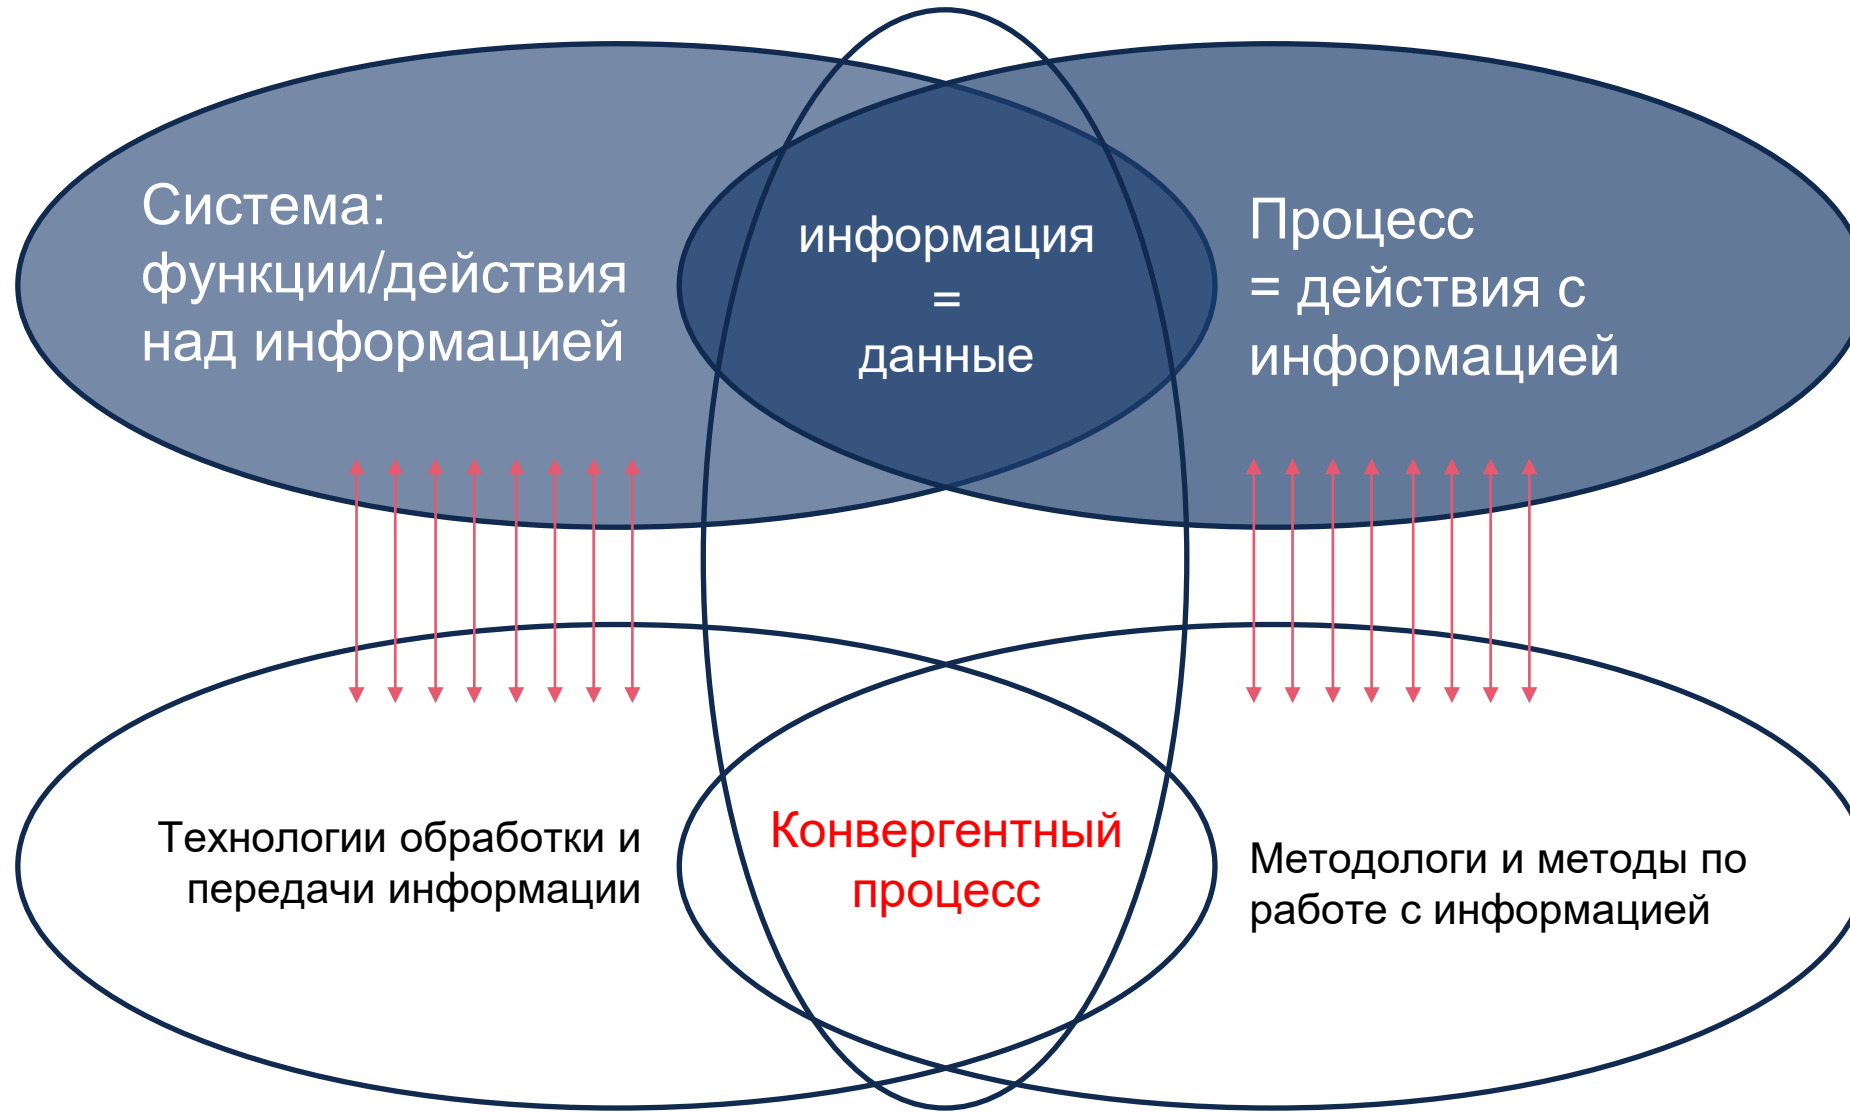 Система:
функции/действия
над информацией
информация
=
данные
Процесс
= действия с
информацией
Технологии обработки и
передачи информации
Конвергентный
процесс
Методологи и методы по
работе с информацией